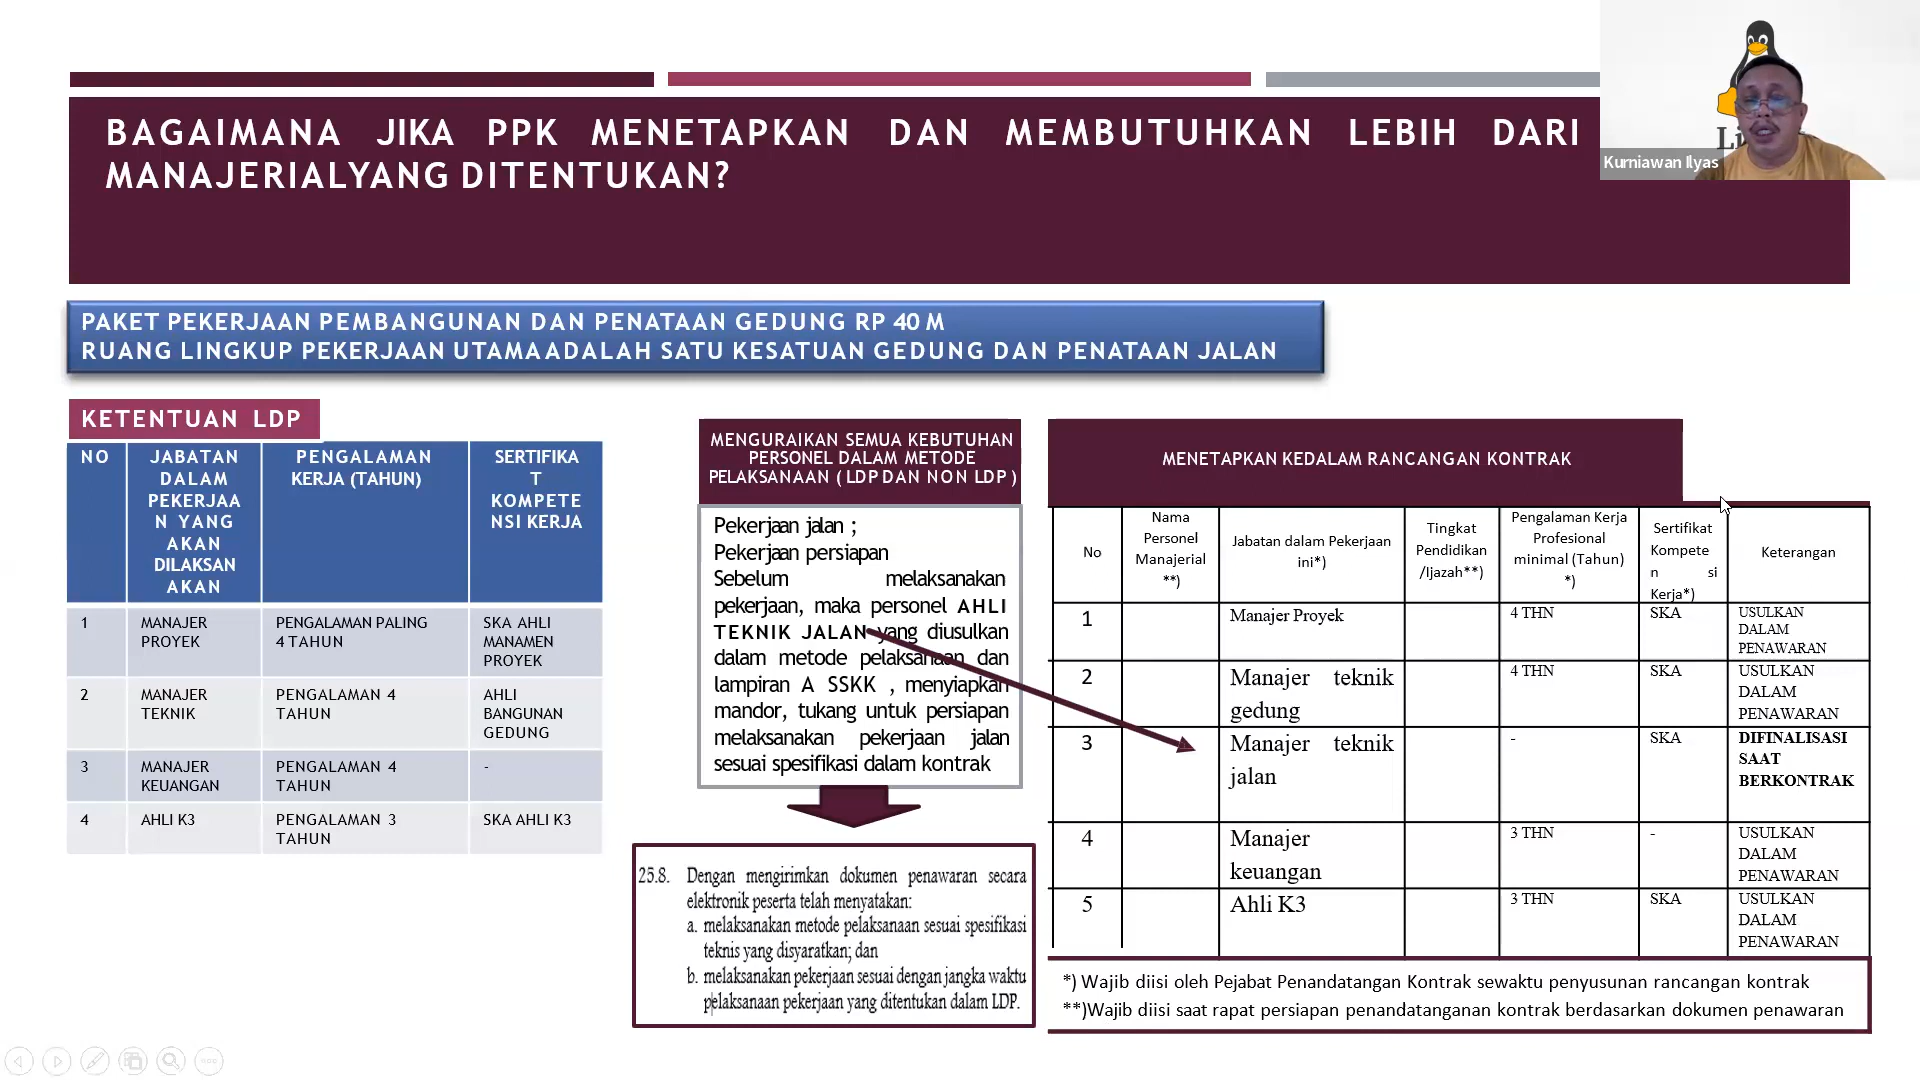 BAGAIMANA JIKA PPK MENETAPKAN DAN MEMBUTUHKAN LEBIH DARI
MANAJERIALYANG DITENTUKAN?
Kurniawan Ilyas
PAKET PEKERJAAN PEMBANGUNAN DAN PENATAAN GEDUNG RP 40 M
RUANG LINGKUP PEKERJAAN UTAMA ADALAH SATU KESATUAN GEDUNG DAN PENATAAN JALAN
KETENTUAN LDP
NO
JABATAN
DALAM
PEKERJAA
N YANG
AKAN
DILAKSAN
AKAN
PENGALAMAN
KERJA (TAHUN)
SERTIFIKA
T
KOMPETE
NSI KERJA
1
MANAJER
PROYEK
PENGALAMAN PALING
4 TAHUN
SKA AHLI
MANAMEN
PROYEK
2
MANAJER
TEKNIK
PENGALAMAN 4
TAHUN
AHLI
BANGUNAN
GEDUNG
3
MANAJER
KEUANGAN
PENGALAMAN 4
TAHUN
-
4
AHLI K3
PENGALAMAN 3
TAHUN
SKA AHLI K3
MENGURAIKAN SEMUA KEBUTUHAN
PERSONEL DALAM METODE
PELAKSANAAN ( LDP DAN NON LDP )
Pekerjaan jalan ;
Pekerjaan persiapan
Sebelum melaksanakan
pekerjaan, maka personel AHLI
TEKNIK JALAN yang diusulkan
dalam metode pelaksanaan dan
lampiran A SSKK , menyiapkan
mandor, tukang untuk persiapan
melaksanakan pekerjaan jalan
sesuai spesifikasi dalam kontrak
25.8. Dengan mengirimkan dokumen penawaran secara
elektronik peserta telah menyatakan:
a. melaksanakan metode pelaksanaan sesuai spesifikasi
teknis yang disyaratkan; dan
b. melaksanakan pekerjaan sesuai dengan jangka waktu
pelaksanaan pekerjaan yang ditentukan dalam LDP.
MENETAPKAN KEDALAM RANCANGAN KONTRAK
No
Nama
Personel
Manajerial
**)
Jabatan dalam Pekerjaan
ini*)
Tingkat
Pendidikan
/Ijazah**)
Pengalaman Kerja
Profesional
minimal (Tahun)
*)
Sertifikat
Kompete
n si
Kerja*)
Keterangan
1
Manajer Proyek
4 THN
SKA
USULKAN
DALAM
PENAWARAN
2
Manajer teknik
gedung
4 THN
SKA
USULKAN
DALAM
PENAWARAN
3
Manajer teknik
jalan
-
SKA
DIFINALISASI
SAAT
BERKONTRAK
4
Manajer
keuangan
3 THN
-
USULKAN
DALAM
PENAWARAN
5
Ahli K3
3 THN
SKA
USULKAN
DALAM
PENAWARAN
*) Wajib diisi oleh Pejabat Penandatangan Kontrak sewaktu penyusunan rancangan kontrak
**)Wajib diisi saat rapat persiapan penandatanganan kontrak berdasarkan dokumen penawaran